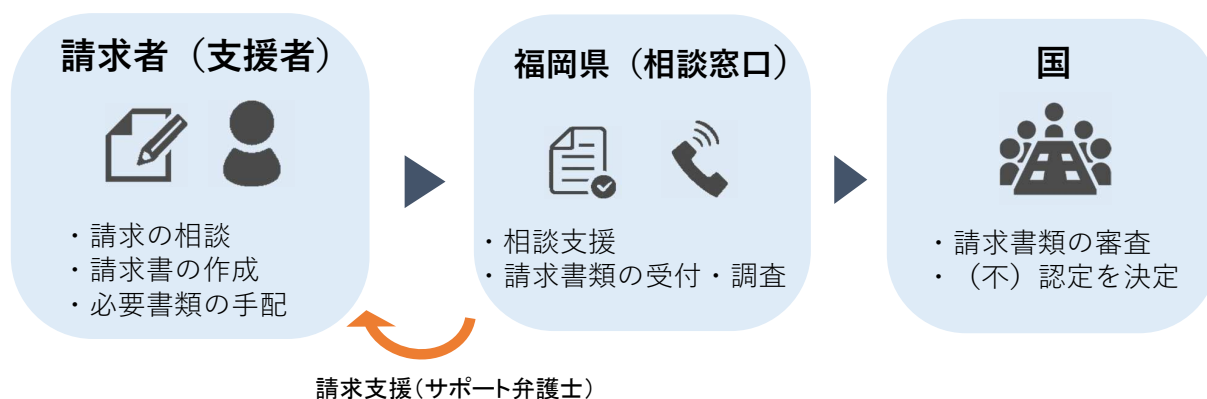 請求者（支援者）
・請求の相談
・請求書の作成
・必要書類の手配
福岡県（相談窓口）
・相談支援
・請求書類の受付・調査
国
・請求書類の審査
・（不）認定を決定
請求支援（サポート弁護士）